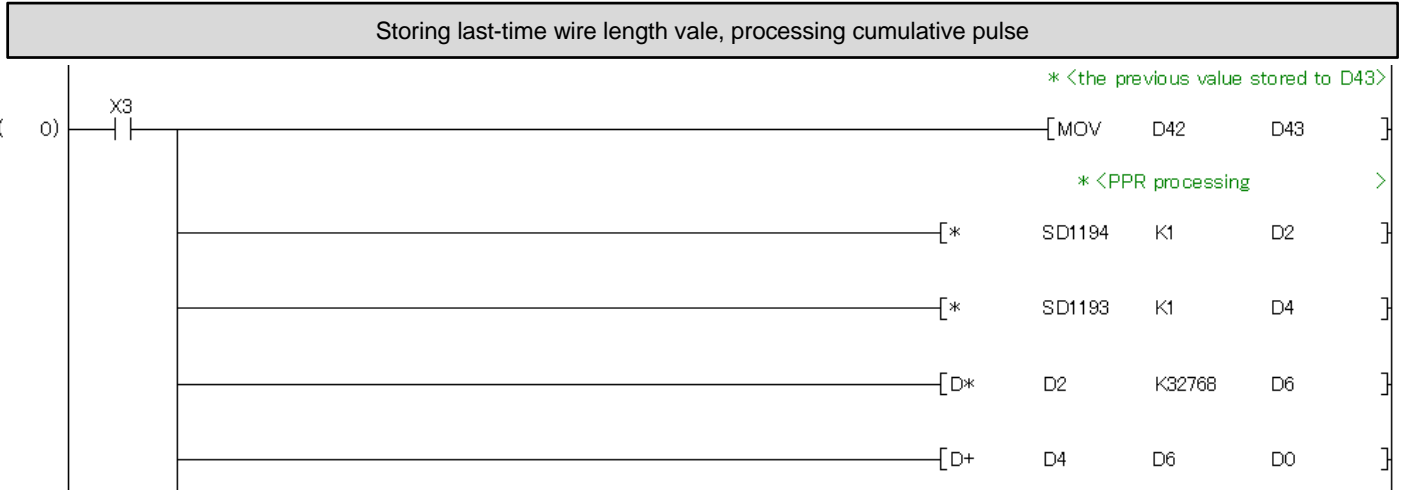 Storing last-time wire length vale, processing cumulative pulse
* <the previous value stored to D43>
X3
( 0) [MOV D42 D43 ]
* <PPR processing >
[* SD1194 K1 D2 ]
[* SD1193 K1 D4 ]
[D* D2 K32768 D6 ]
[D+ D4 D6 D0 ]